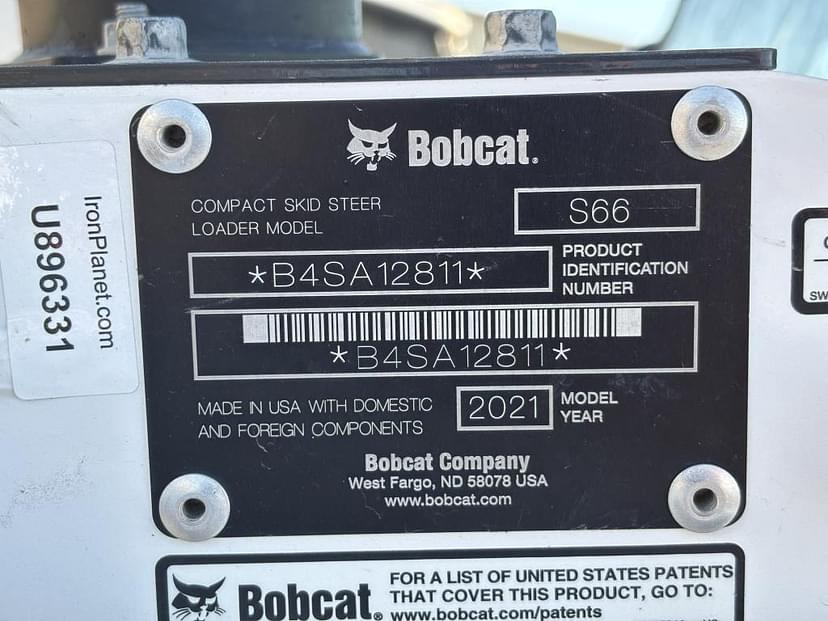 Bobcat.
COMPACT SKID STEER
LOADER MODEL
S66
*B4SA12811*
PRODUCT
IDENTIFICATION
NUMBER
*B4SA12811*
MADE IN USA WITH DOMESTIC
AND FOREIGN COMPONENTS
2021
MODEL
YEAR
Bobcat Company
West Fargo, ND 58078 USA
www.bobcat.com
IronPlanet.com
U896331
Bobcat.
FOR A LIST OF UNITED STATES PATENTS
THAT COVER THIS PRODUCT, GO TO:
www.bobcat.com/patents
SW